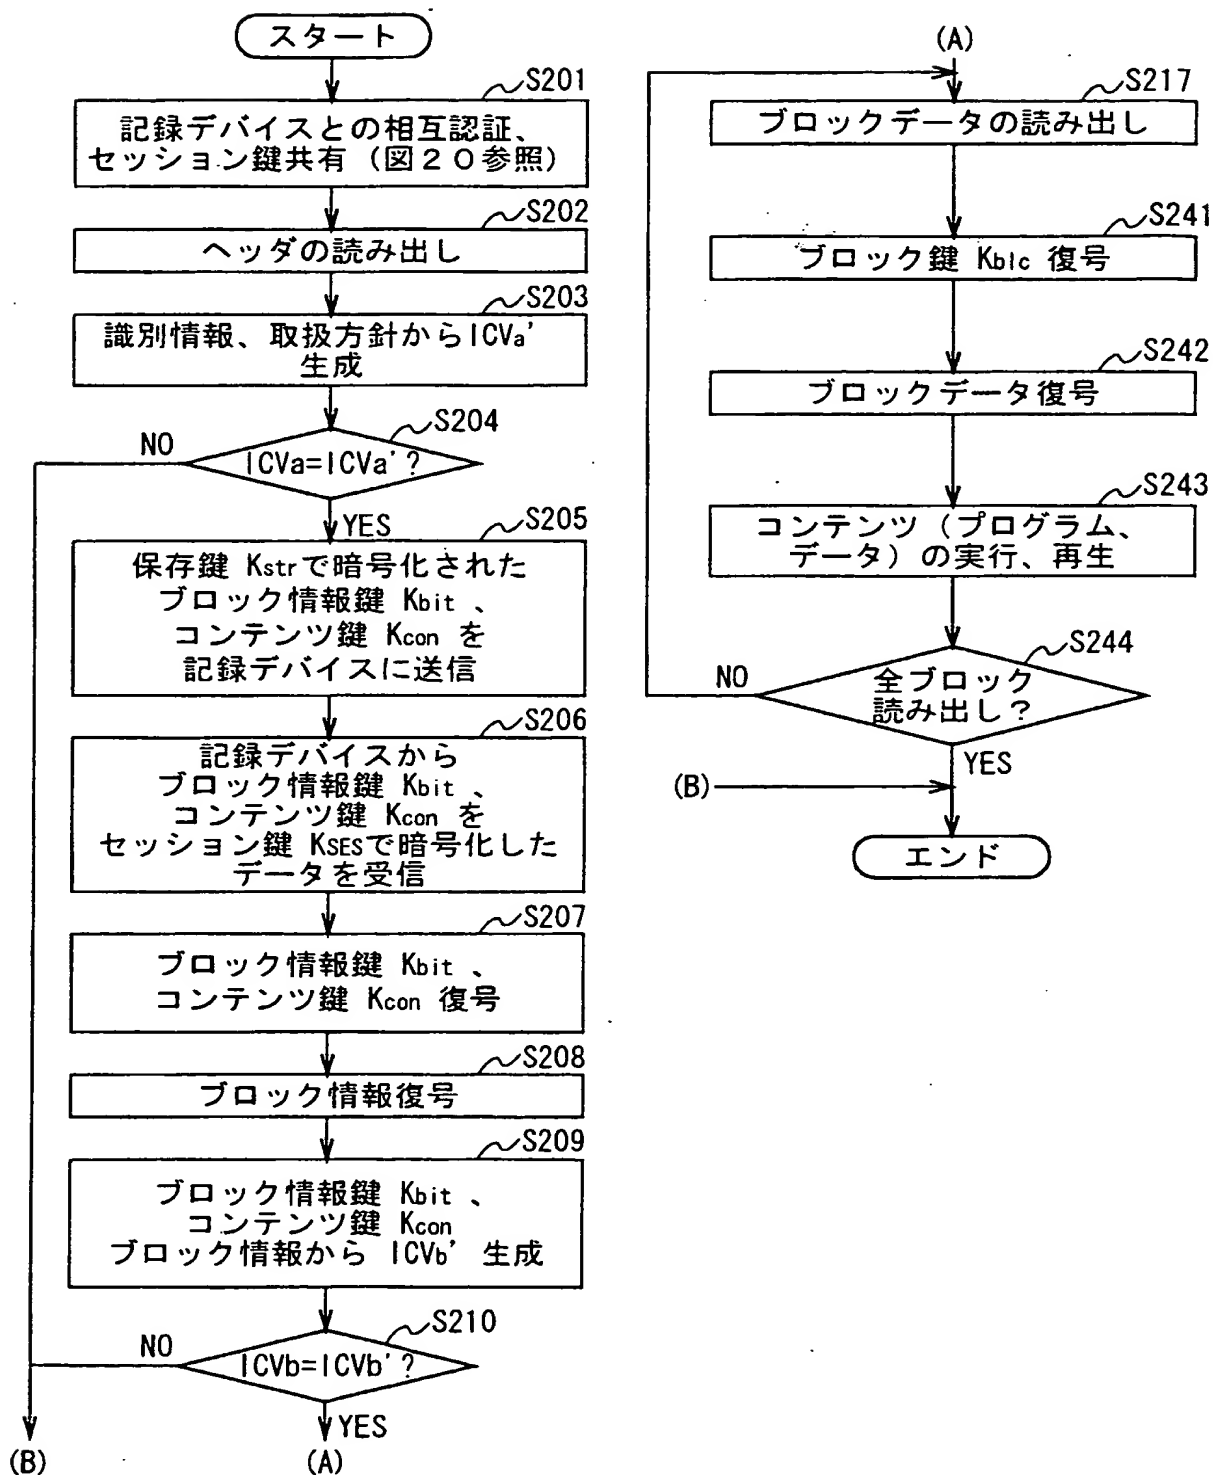 スタート
S201
記録デバイスとの相互認証、
セッション鍵共有（図２０参照）
S202
ヘッダの読み出し
S203
識別情報、取扱方針からICVa'
生成
S204
NO
ICVa=ICVa'?
YES
S205
保存鍵 Kstrで暗号化された
ブロック情報鍵 Kbit 、
コンテンツ鍵 Kcon を
記録デバイスに送信
S206
記録デバイスから
ブロック情報鍵 Kbit 、
コンテンツ鍵 Kcon を
セッション鍵 KSESで暗号化した
データを受信
S207
ブロック情報鍵 Kbit 、
コンテンツ鍵 Kcon 復号
S208
ブロック情報復号
S209
ブロック情報鍵 Kbit 、
コンテンツ鍵 Kcon
ブロック情報から ICVb' 生成
S210
NO
ICVb=ICVb'?
YES
(B)
(A)
(A)
S217
ブロックデータの読み出し
S241
ブロック鍵 Kblc 復号
S242
ブロックデータ復号
S243
コンテンツ（プログラム、
データ）の実行、再生
S244
NO
全ブロック
読み出し？
YES
(B)
エンド